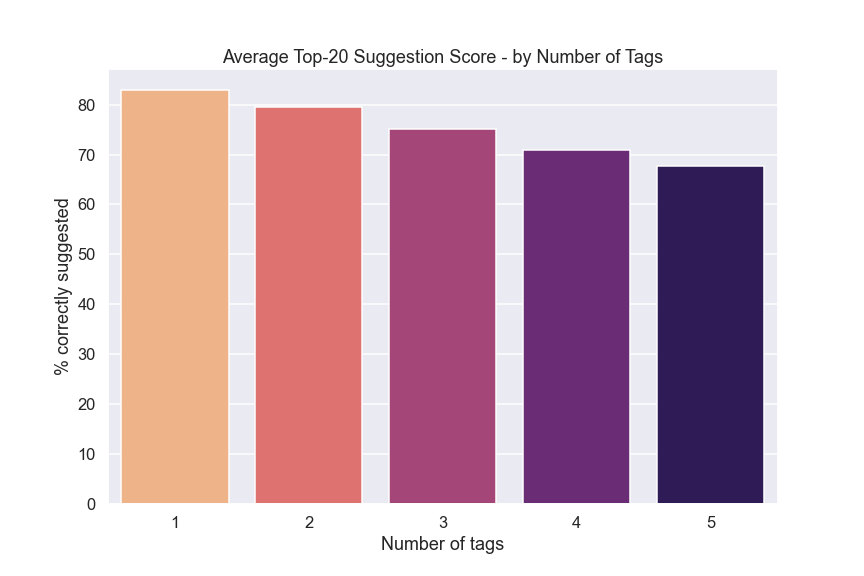 Average Top-20 Suggestion Score - by Number of Tags
% correctly suggested
80
70
60
50
40
30
20
10
0
1 2 3 4 5
Number of tags